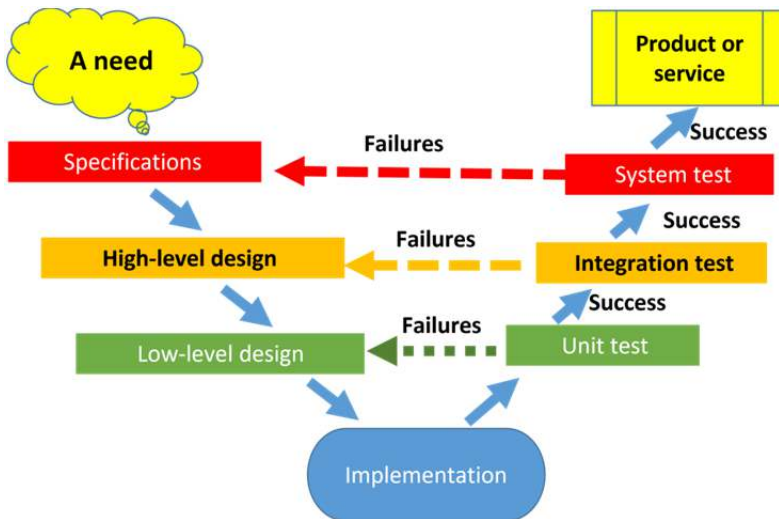 A need
Product or
service
Failures
Success
Specifications
System test
Failures
Success
High-level design
Integration test
Failures
Success
Low-level design
Unit test
Implementation